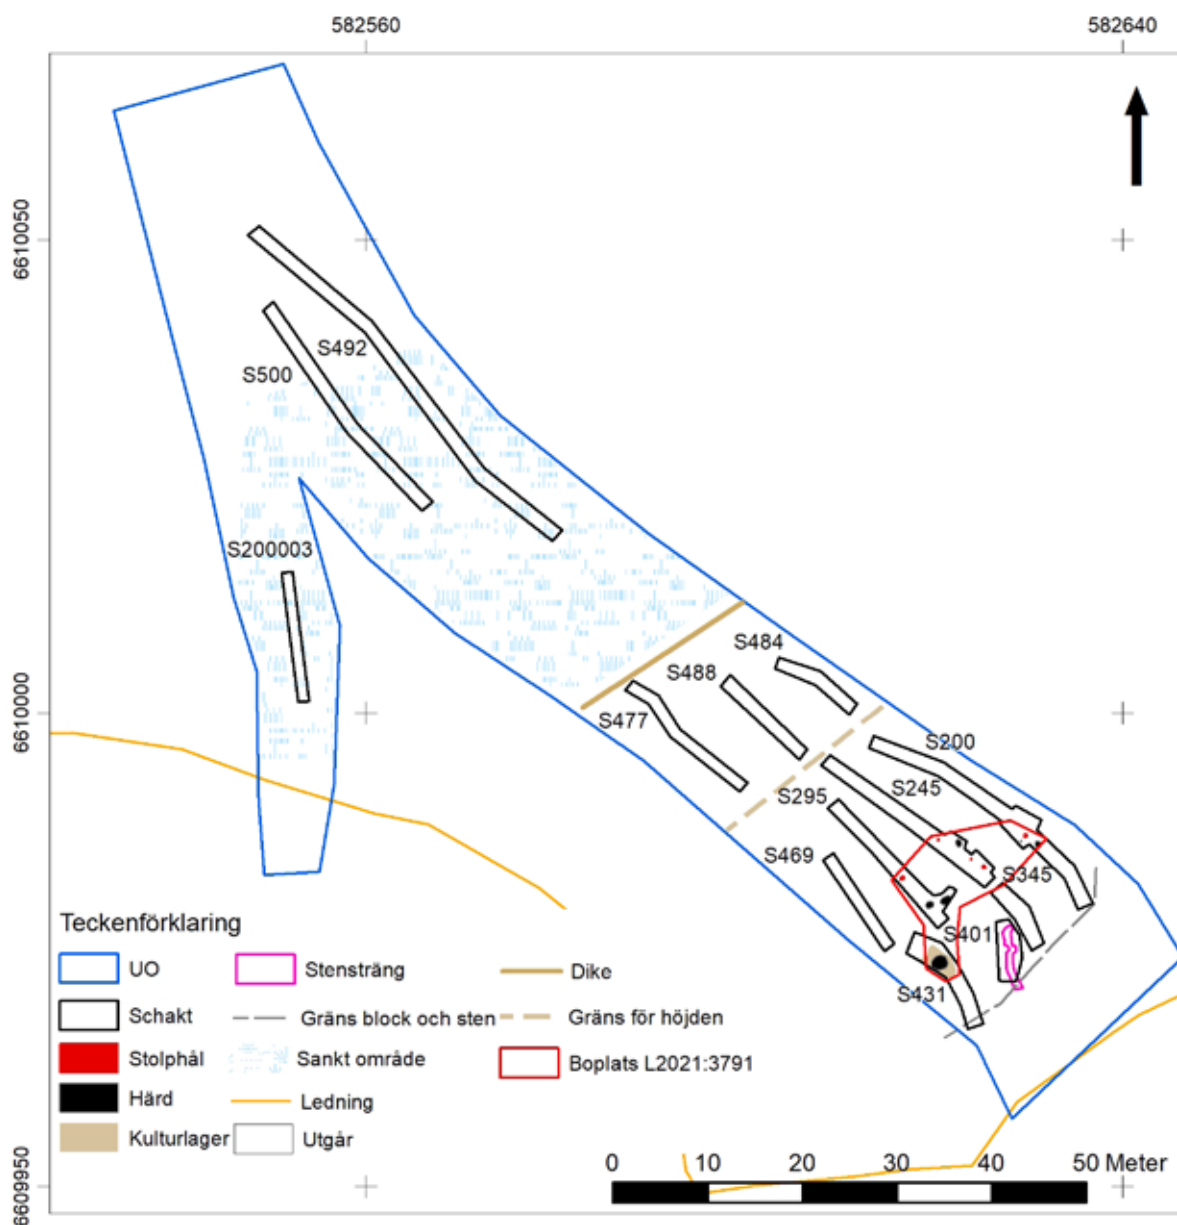 582560
582640
6610050
6610000
6609950
S492
S500
S200003
S484
S488
S477
S200
S245
S295
S469
S345
S401
S431
Teckenförklaring
UO
Schakt
Stolphål
Härd
Kulturlager
Stensträng
Gräns block och sten
Sankt område
Ledning
Utgår
Dike
Gräns för höjden
Boplats L2021:3791
0 10 20 30 40 50 Meter